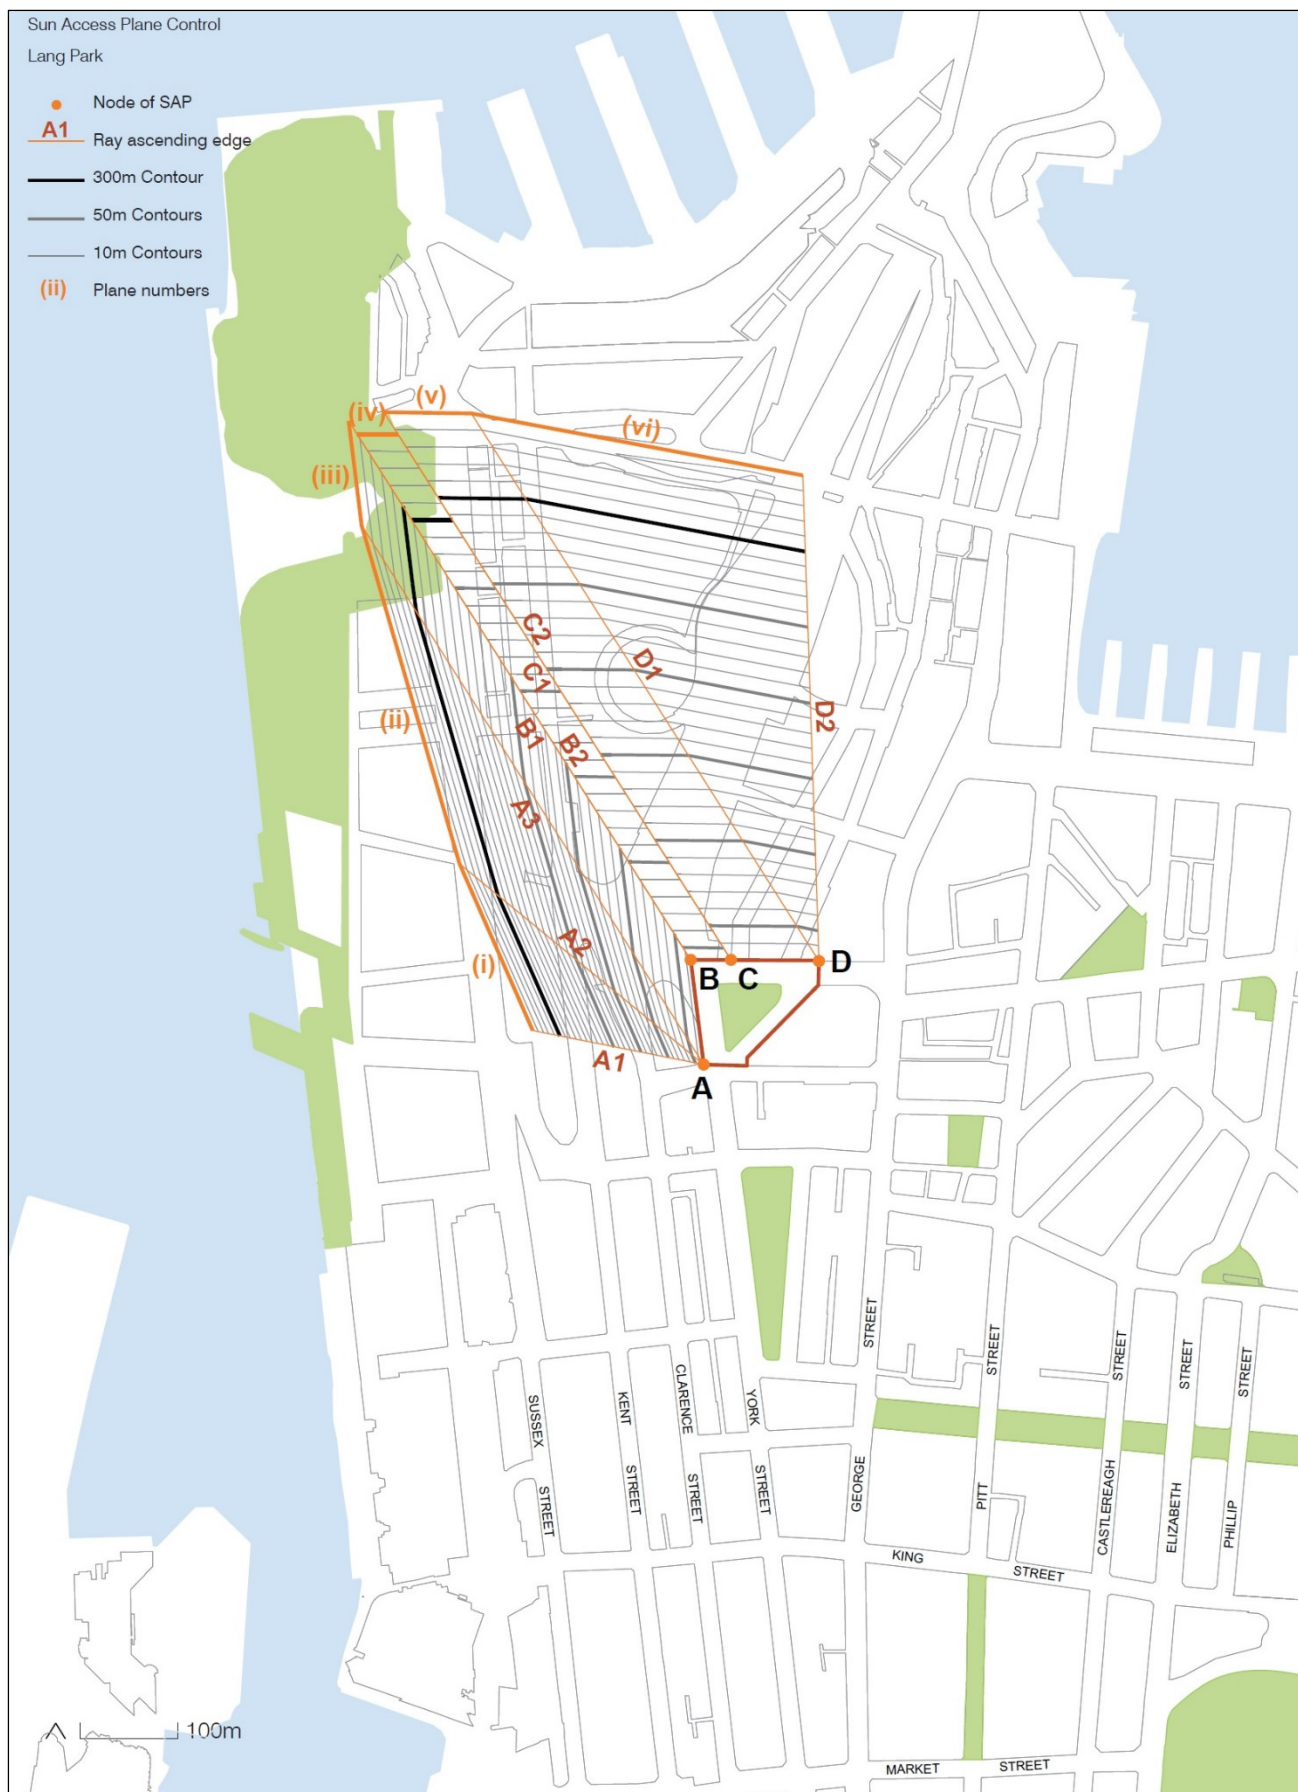 Sun Access Plane Control
Lang Park
Node of SAP
A1
Ray ascending edge
300m Contour
50m Contours
10m Contours
(ii)
Plane numbers
(iv)
(v)
(vi)
(iii)
C2
D1
C1
(ii)
B1
B2
D2
A3
A2
(i)
B
C
D
A1
A
STREET
STREET
STREET
STREET
STREET
SUSSEX
KENT
CLARENCE
YORK
STREET
STREET
STREET
STREET
GEORGE
PITT
CASTLEREAGH
ELIZABETH
PHILLIP
KING
STREET
100m
MARKET
STREET